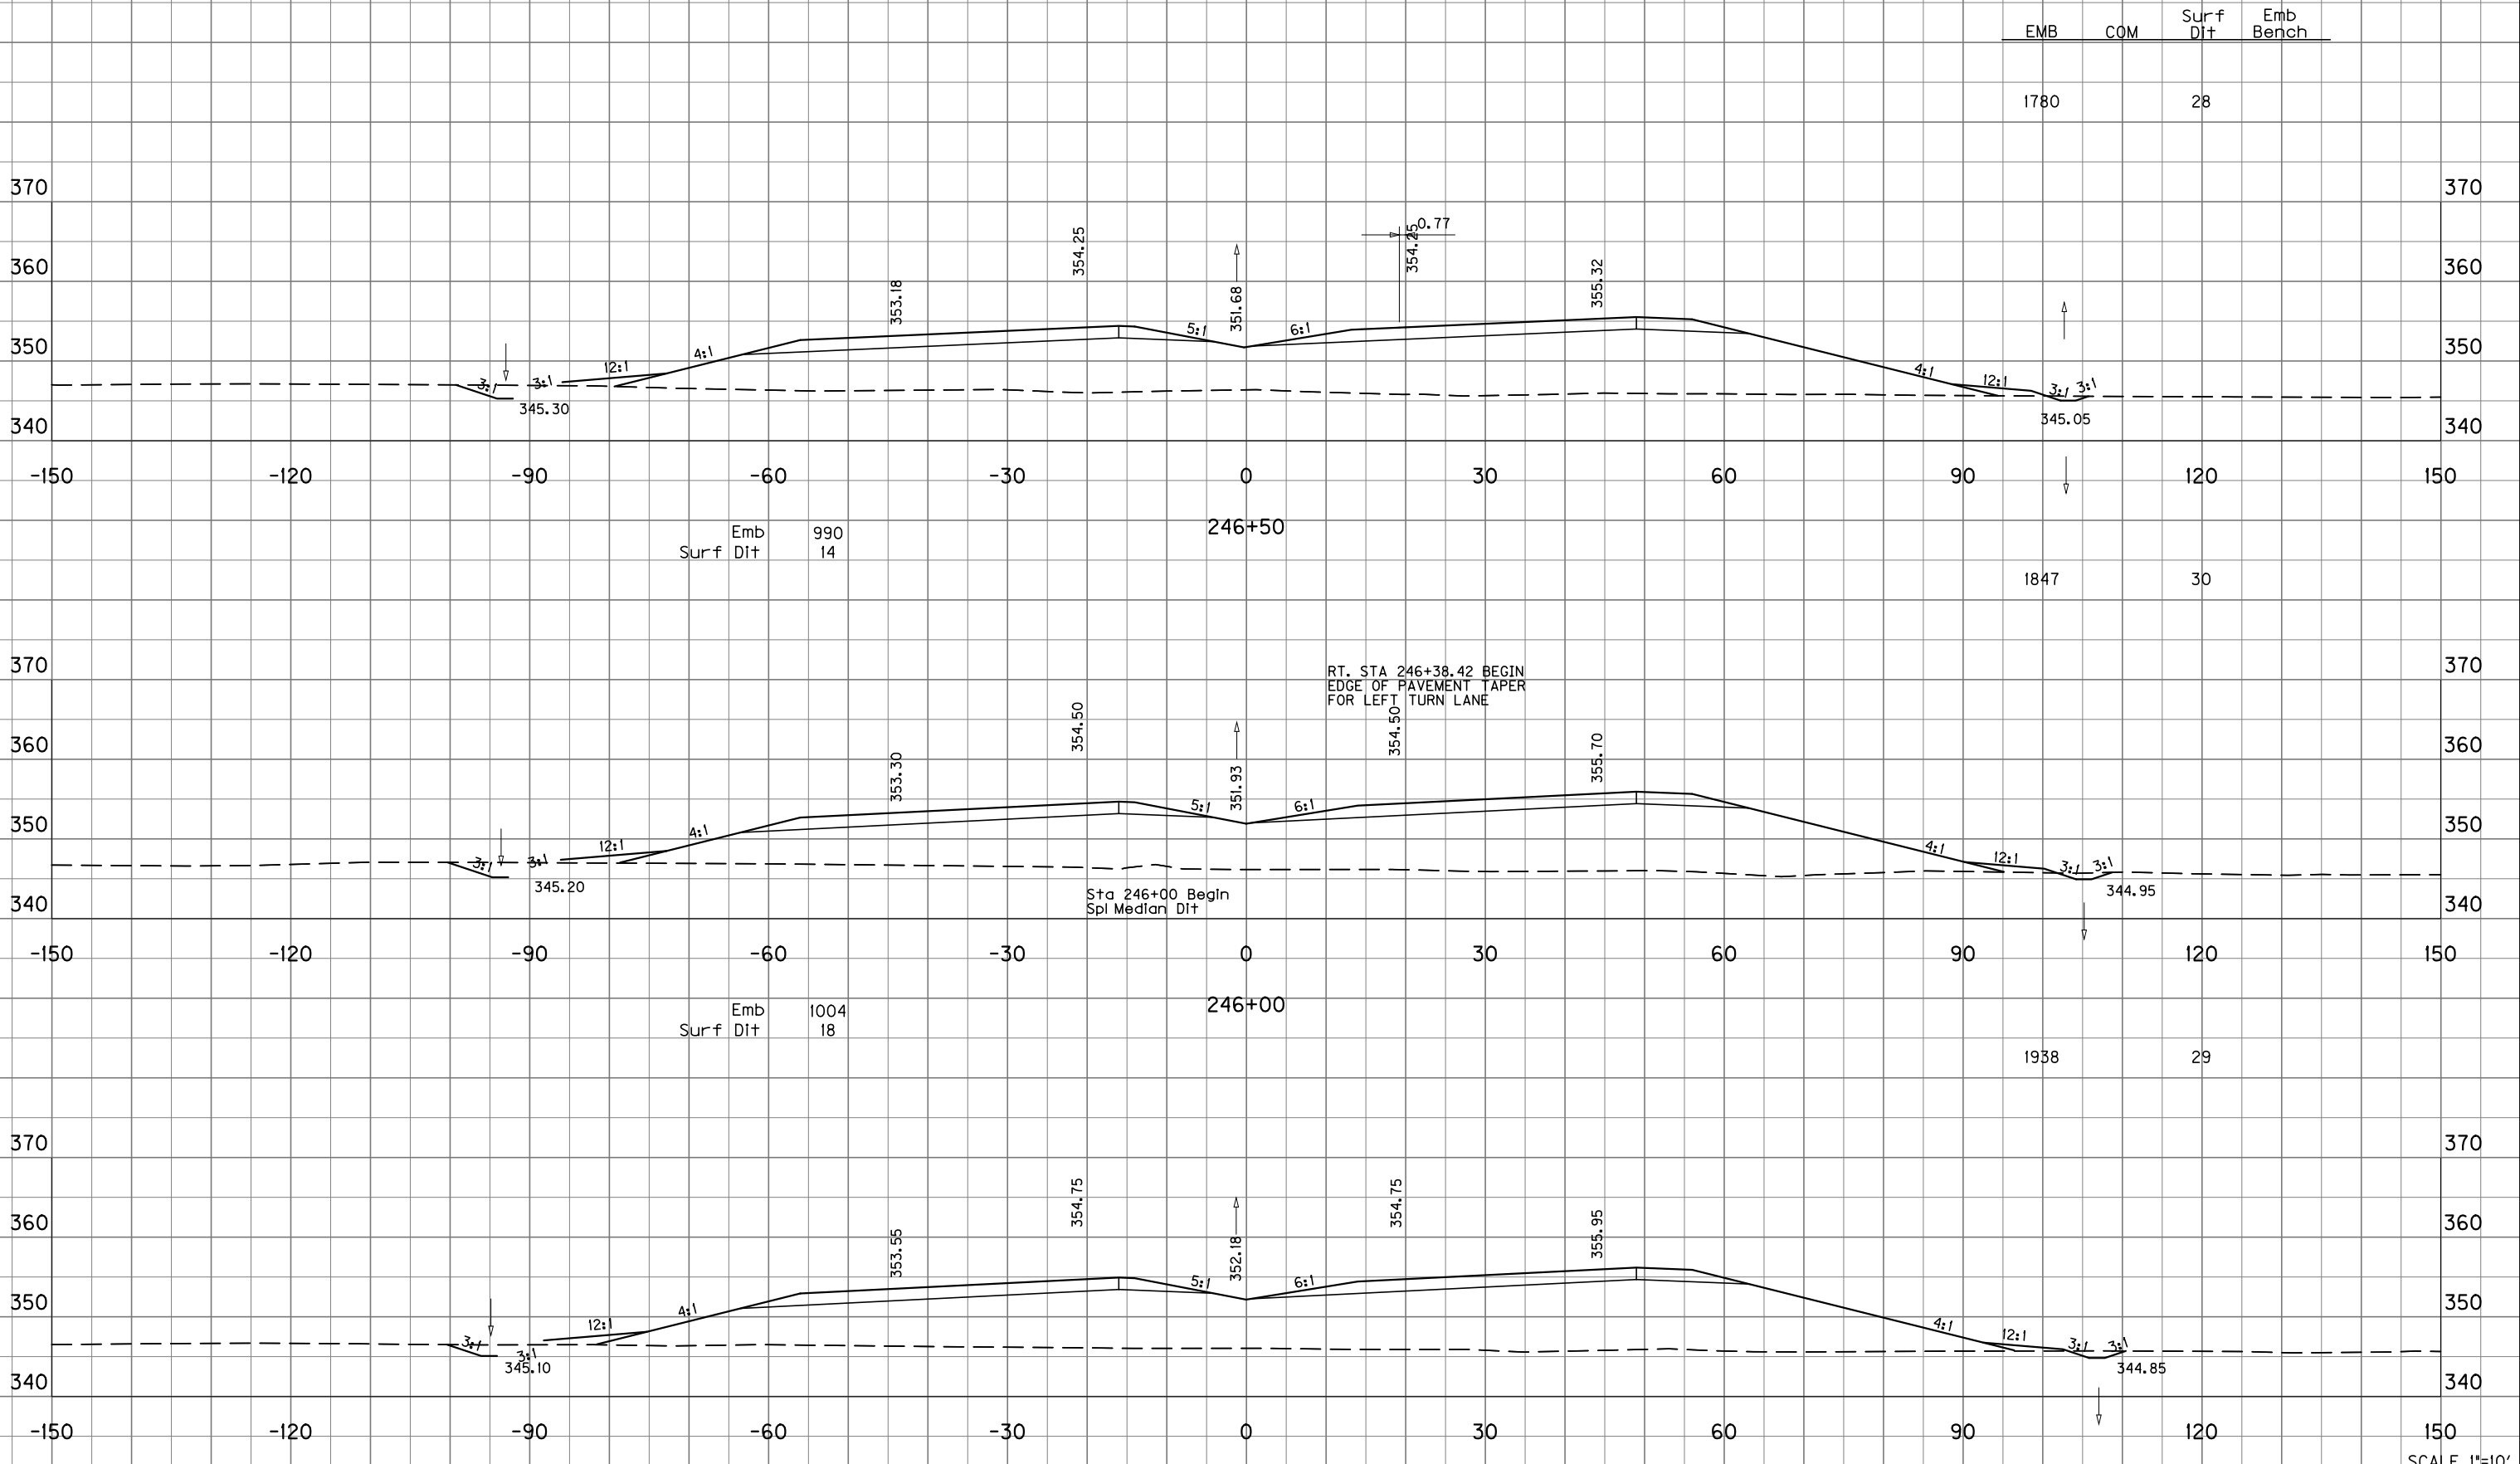 Surf Emb
EMB COM Dit Bench
1780 28
370 370
0.77
354.25 354.25
360 360
353.18 351.68 355.32
5:1 6:1
350 350
4:1 4:1
12:1 12:1
3:1 3:1 3:1 3:1
345.30 345.05
340 340
-150 -120 -90 -60 -30 0 30 60 90 120 150
246+50
Emb 990
Surf Dit 14
1847 30
370 370
RT. STA 246+38.42 BEGIN
EDGE OF PAVEMENT TAPER
FOR LEFT TURN LANE
354.50 354.50
360 360
353.30 351.93 355.70
5:1 6:1
350 350
4:1 4:1
12:1 12:1
3:1 3:1 3:1 3:1
345.20 344.95
Sta 246+00 Begin
Spl Median Dit
340 340
-150 -120 -90 -60 -30 0 30 60 90 120 150
246+00
Emb 1004
Surf Dit 18
1938 29
370 370
354.75 354.75
360 360
353.55 352.18 355.95
5:1 6:1
350 350
4:1 4:1
12:1 12:1
3:1 3:1 3:1 3:1
345.10 344.85
340 340
-150 -120 -90 -60 -30 0 30 60 90 120 150
SCALE 1"=10'